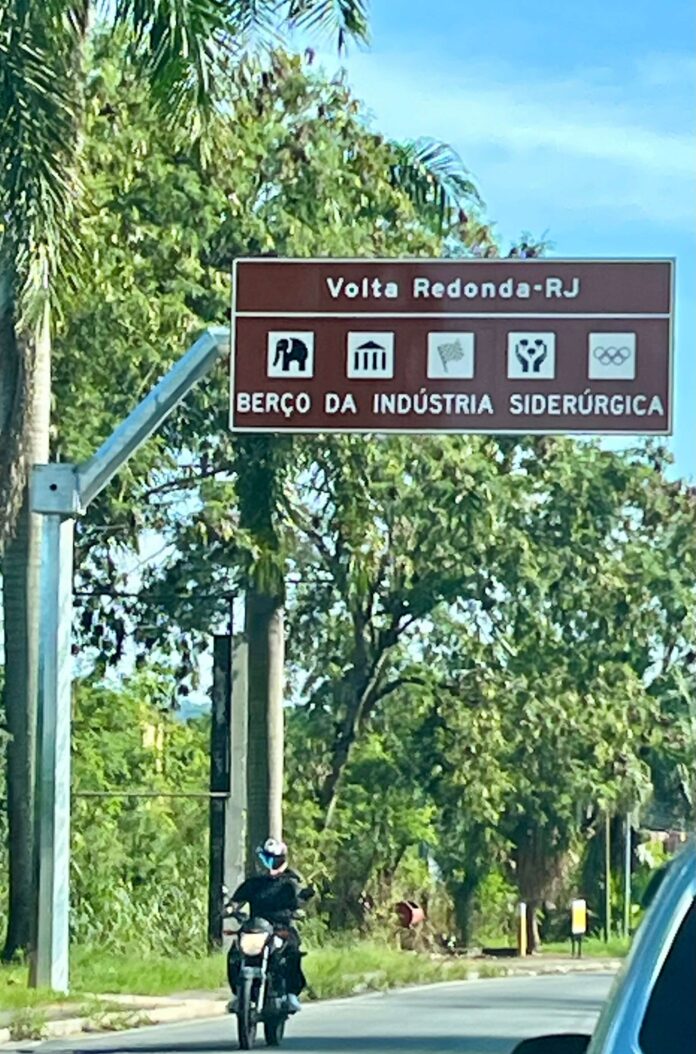 Volta Redonda-RJ
BERÇO DA INDÚSTRIA SIDERÚRGICA